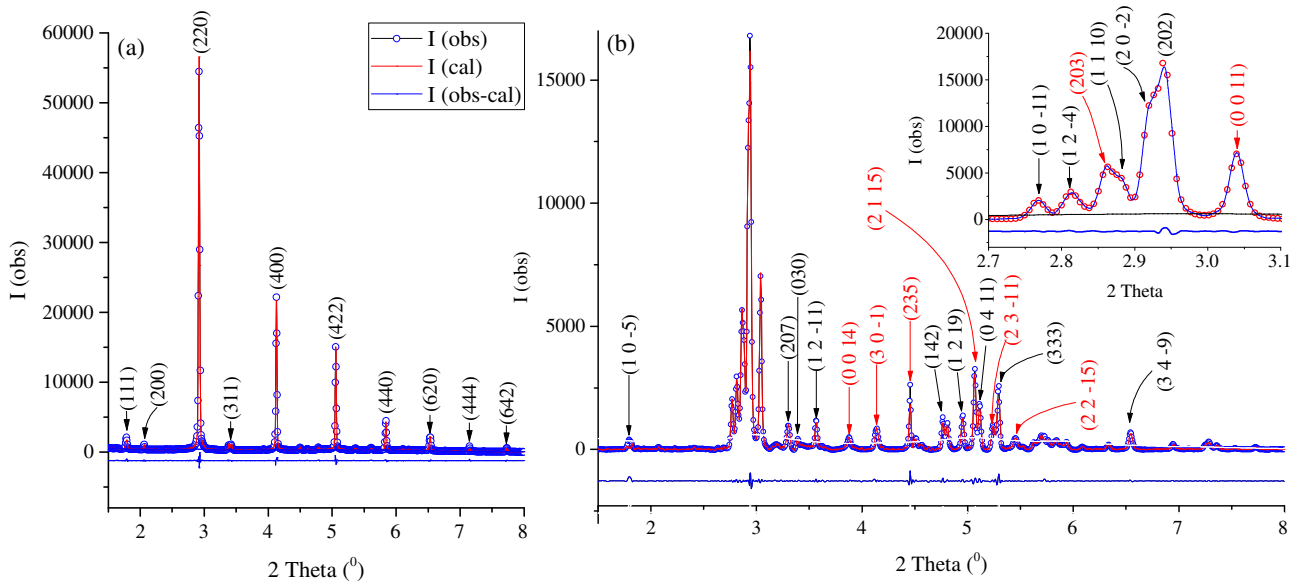 (a)
I (obs)
I (cal)
I (obs-cal)
60000
50000
40000
30000
20000
10000
0
I (obs)
(111)
(200)
(220)
(311)
(400)
(422)
(440)
(620)
(444)
(642)
2 3 4 5 6 7 8
2 Theta (⁰)
(b)
15000
10000
5000
0
I (obs)
(1 0 -5)
(207)
(030)
(1 2 -11)
(0 0 14)
(3 0 -1)
(235)
(142)
(1 2 19)
(2 1 15)
(0 4 11)
(2 3 -11)
(333)
(2 2 -15)
(3 4 -9)
2 3 4 5 6 7 8
2 Theta (⁰)
20000
15000
10000
5000
0
I (obs)
(1 0 -11)
(1 2 -4)
(203)
(1 1 10)
(2 0 -2)
(202)
(0 0 11)
2.7 2.8 2.9 3.0 3.1
2 Theta